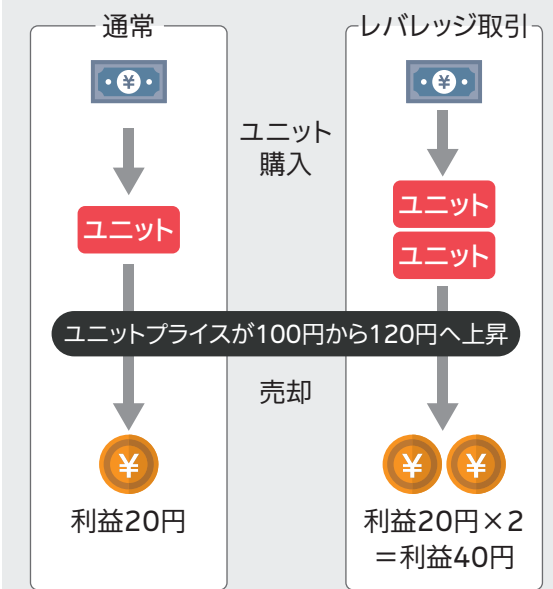 通常
レバレッジ取引
¥
¥
ユニット
購入
ユニット
ユニット
ユニット
ユニットプライスが100円から120円へ上昇
売却
¥
¥ ¥
利益20円
利益20円×2
＝利益40円